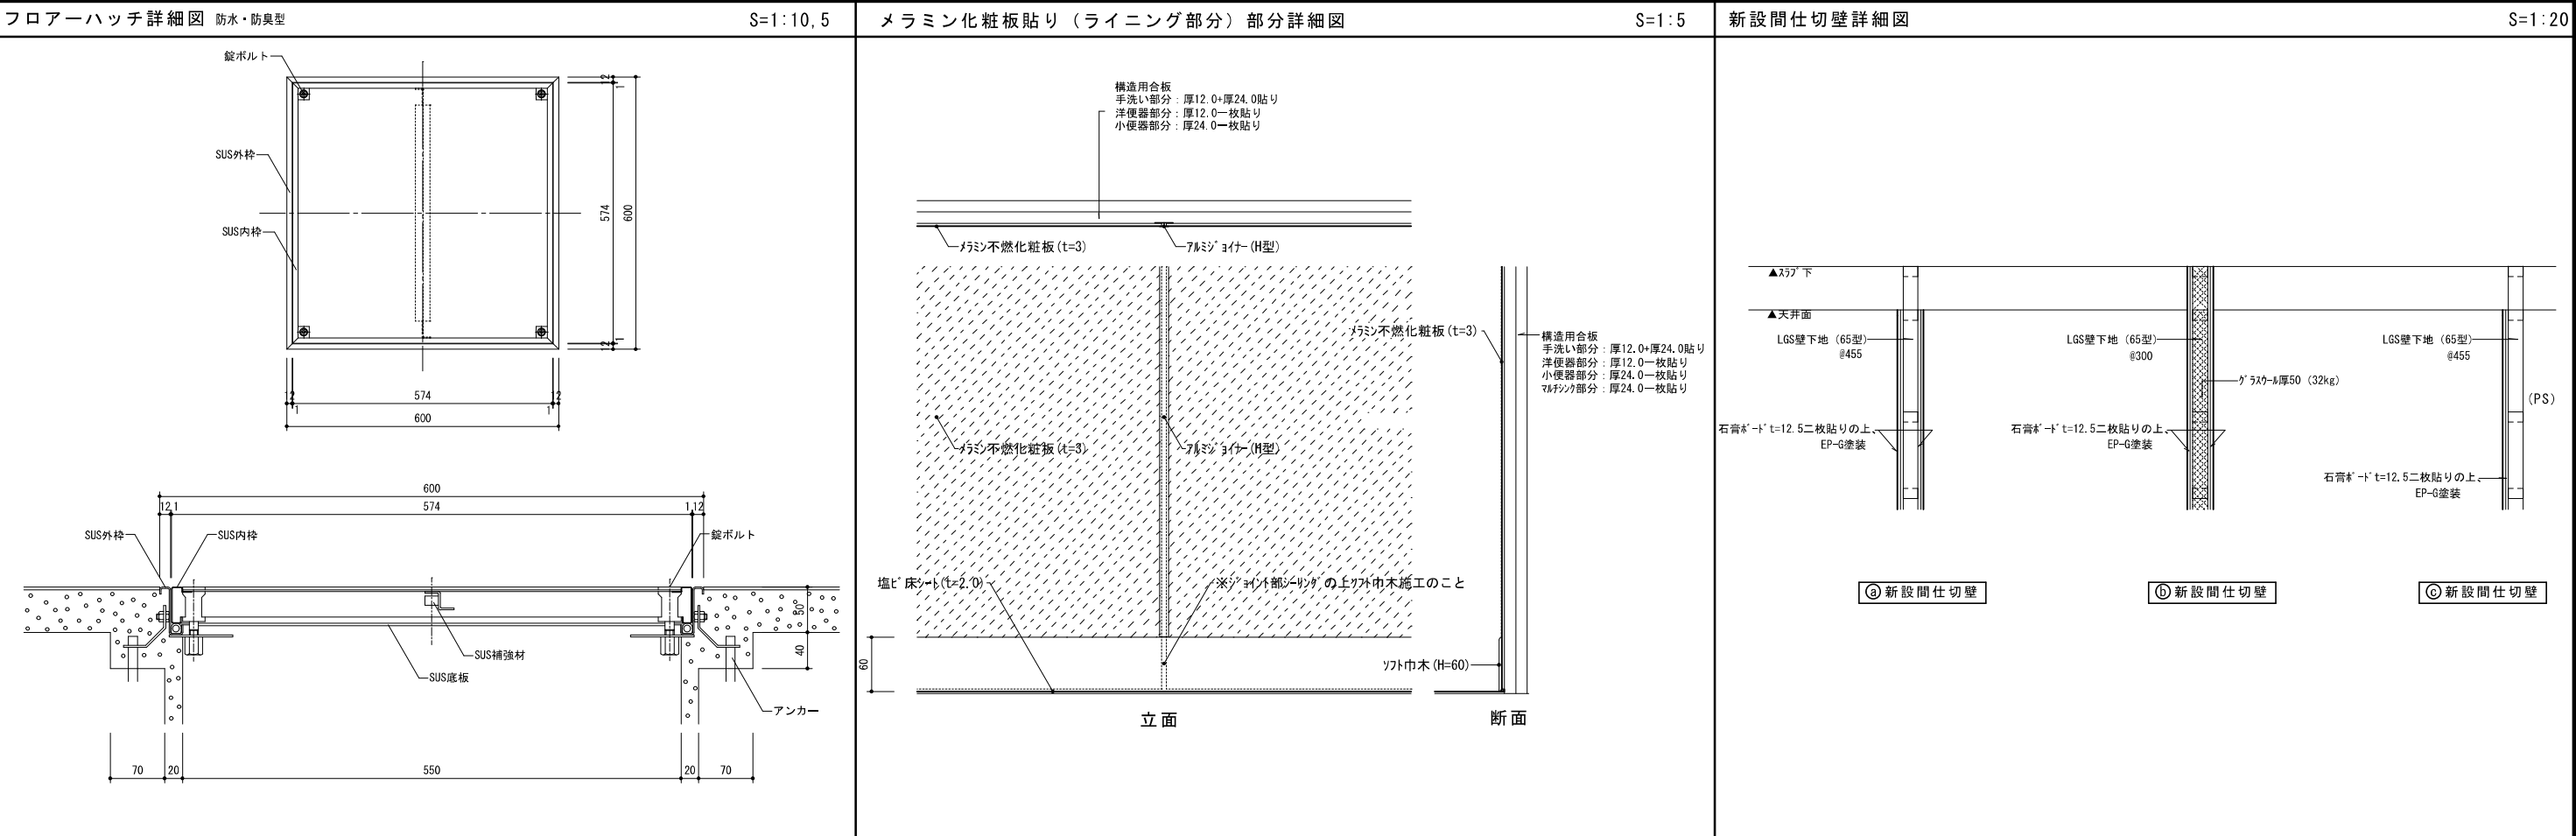 フロアーハッチ詳細図 防水・防臭型 S=1:10,5
錠ボルト
SUS外枠
SUS内枠
12
1
574
600
12
1
12
1
574
1
12
600
600
12
1
574
1
12
SUS外枠
SUS内枠
錠ボルト
50
40
SUS補強材
SUS底板
アンカー
70
20
550
20
70
メラミン化粧板貼り（ライニング部分）部分詳細図 S=1:5
構造用合板
手洗い部分：厚12.0+厚24.0貼り
洋便器部分：厚12.0一枚貼り
小便器部分：厚24.0一枚貼り
メラミン不燃化粧板(t=3)
アルミジョイナー(H型)
メラミン不燃化粧板(t=3)
構造用合板
手洗い部分：厚12.0+厚24.0貼り
洋便器部分：厚12.0一枚貼り
小便器部分：厚24.0一枚貼り
マルチシンク部分：厚24.0一枚貼り
メラミン不燃化粧板(t=3)
アルミジョイナー(H型)
塩ビ床シート(t=2.0)
※ジョイント部シーリングの上ソフト巾木施工のこと
60
ソフト巾木(H=60)
立面
断面
新設間仕切壁詳細図 S=1:20
▲スラブ下
▲天井面
LGS壁下地（65型）
@455
石膏ボードt=12.5二枚貼りの上、
EP-G塗装
LGS壁下地（65型）
@300
グラスウール厚50（32kg）
石膏ボードt=12.5二枚貼りの上、
EP-G塗装
LGS壁下地（65型）
@455
(PS)
石膏ボードt=12.5二枚貼りの上、
EP-G塗装
ⓐ新設間仕切壁
ⓑ新設間仕切壁
ⓒ新設間仕切壁